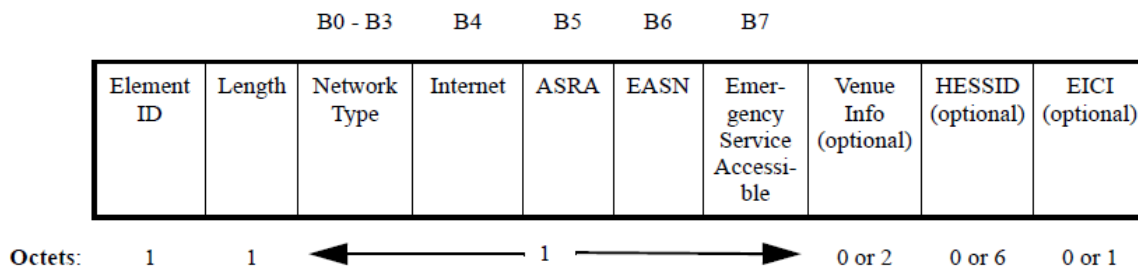 B0 - B3 B4 B5 B6 B7
Element ID
Length
Network Type
Internet
ASRA
EASN
Emer-
gency
Service
Accessi-
ble
Venue
Info
(optional)
HESSID
(optional)
EICI
(optional)
Octets: 1 1 1 0 or 2 0 or 6 0 or 1